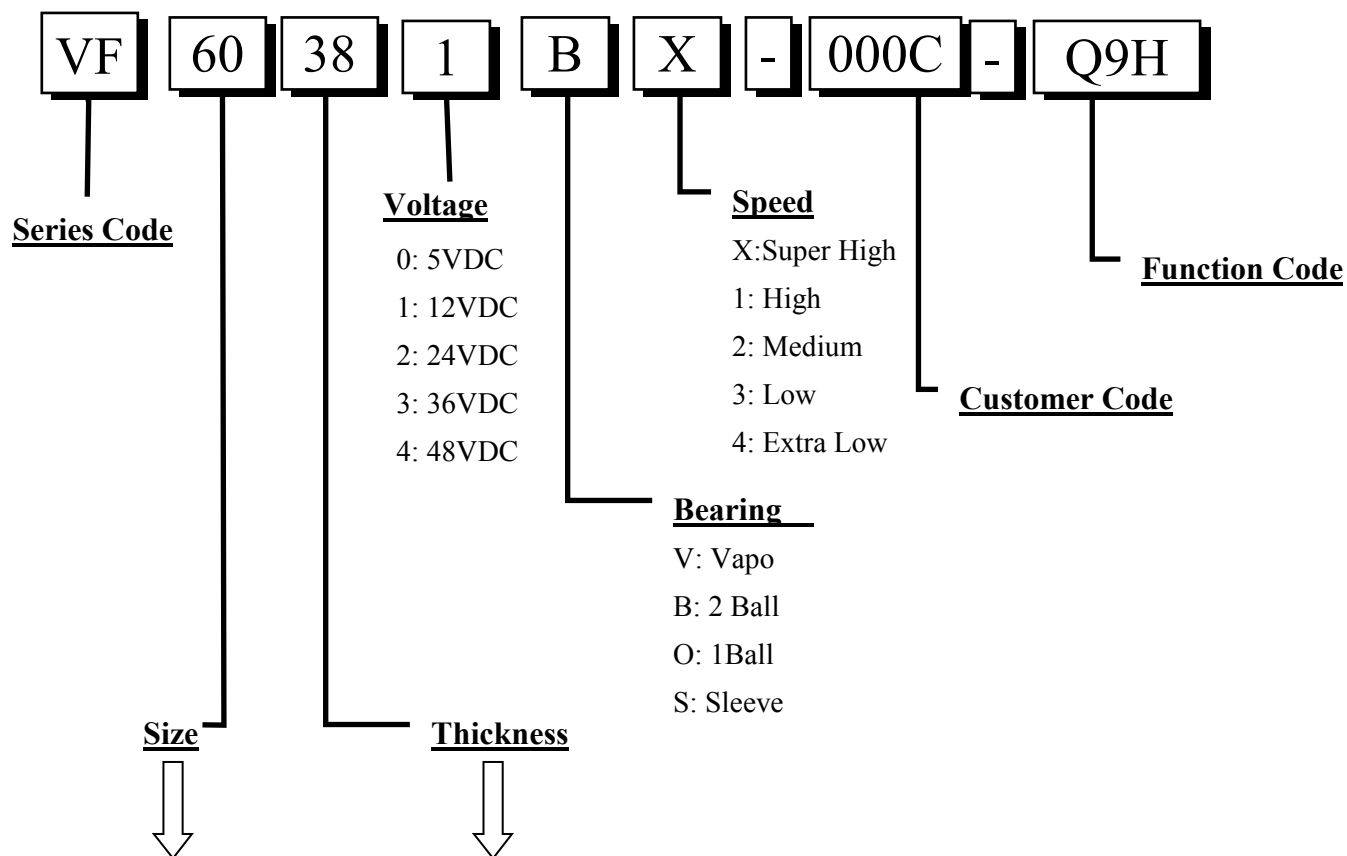 VF 60 38 1 B X - 000C - Q9H
Series Code
Voltage
0: 5VDC
1: 12VDC
2: 24VDC
3: 36VDC
4: 48VDC
Speed
X:Super High
1: High
2: Medium
3: Low
4: Extra Low
Function Code
Customer Code
Bearing
V: Vapo
B: 2 Ball
O: 1Ball
S: Sleeve
Size
Thickness